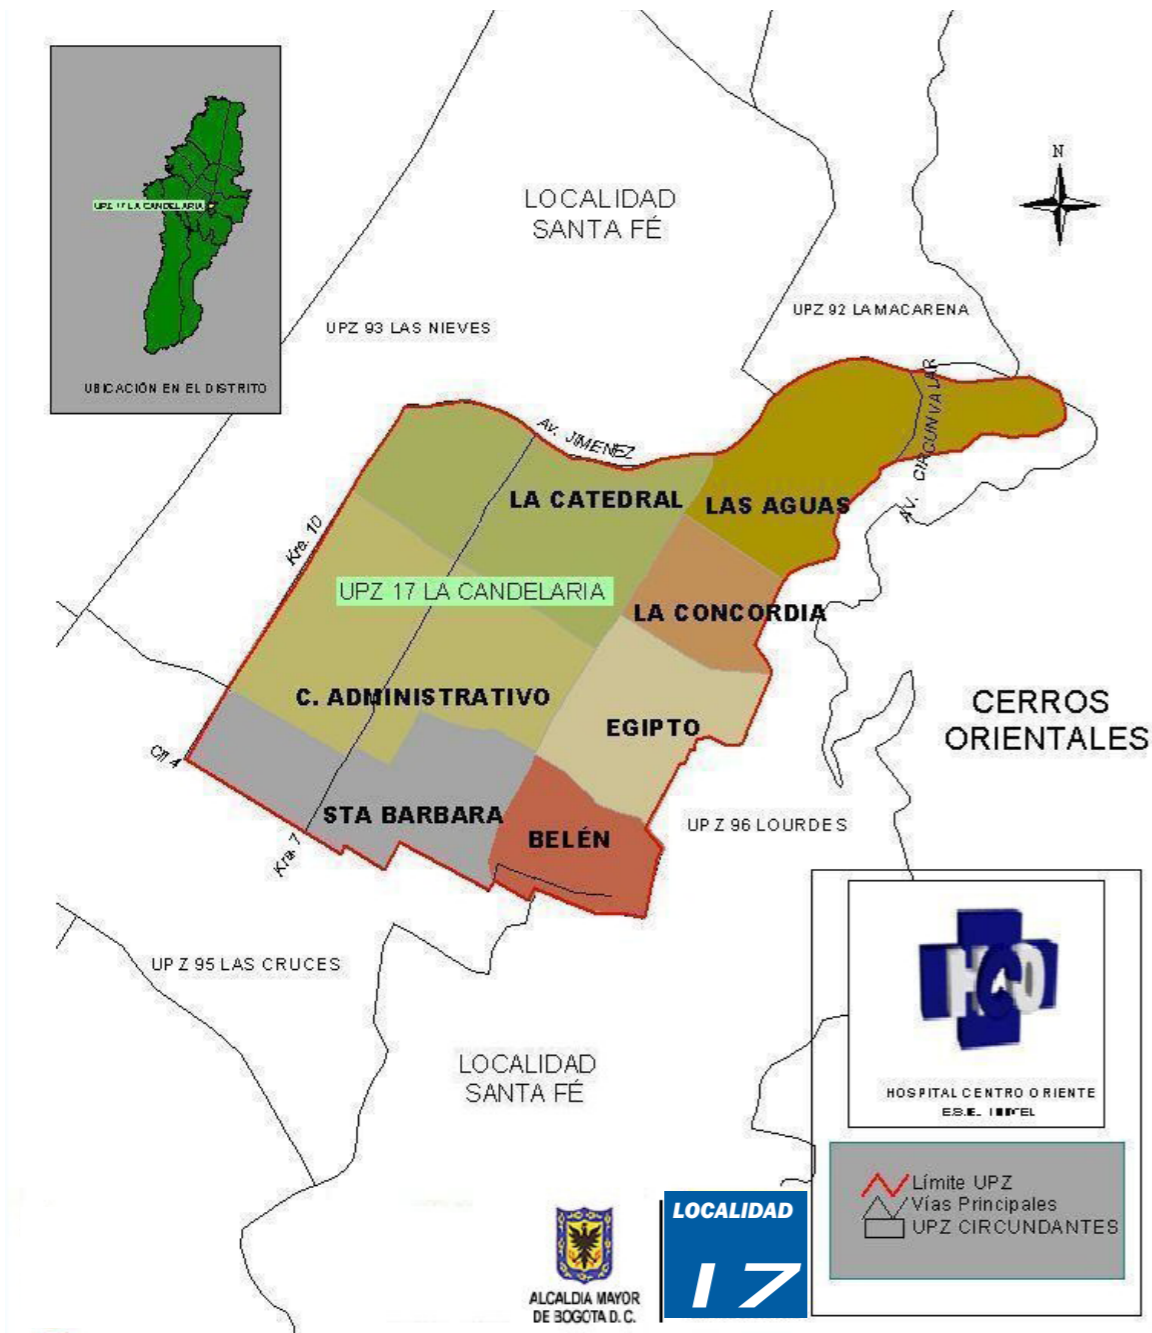 UPZ 17 LA CANDELARIA
UBICACIÓN EN EL DISTRITO
LOCALIDAD
SANTA FÉ
N
UPZ 93 LAS NIEVES
UPZ 92 LA MACARENA
AV. CIRCUNVALAR
AV. JIMENEZ
LA CATEDRAL
LAS AGUAS
Kra. 10
UPZ 17 LA CANDELARIA
LA CONCORDIA
C. ADMINISTRATIVO
EGIPTO
CERROS
ORIENTALES
Cll 4
STA BARBARA
BELÉN
UPZ 96 LOURDES
Kra. 7
UPZ 95 LAS CRUCES
LOCALIDAD
SANTA FÉ
HCO
HOSPITAL CENTRO ORIENTE
E.S.E.
Límite UPZ
Vías Principales
UPZ CIRCUNDANTES
ALCALDIA MAYOR
DE BOGOTA D. C.
LOCALIDAD
17